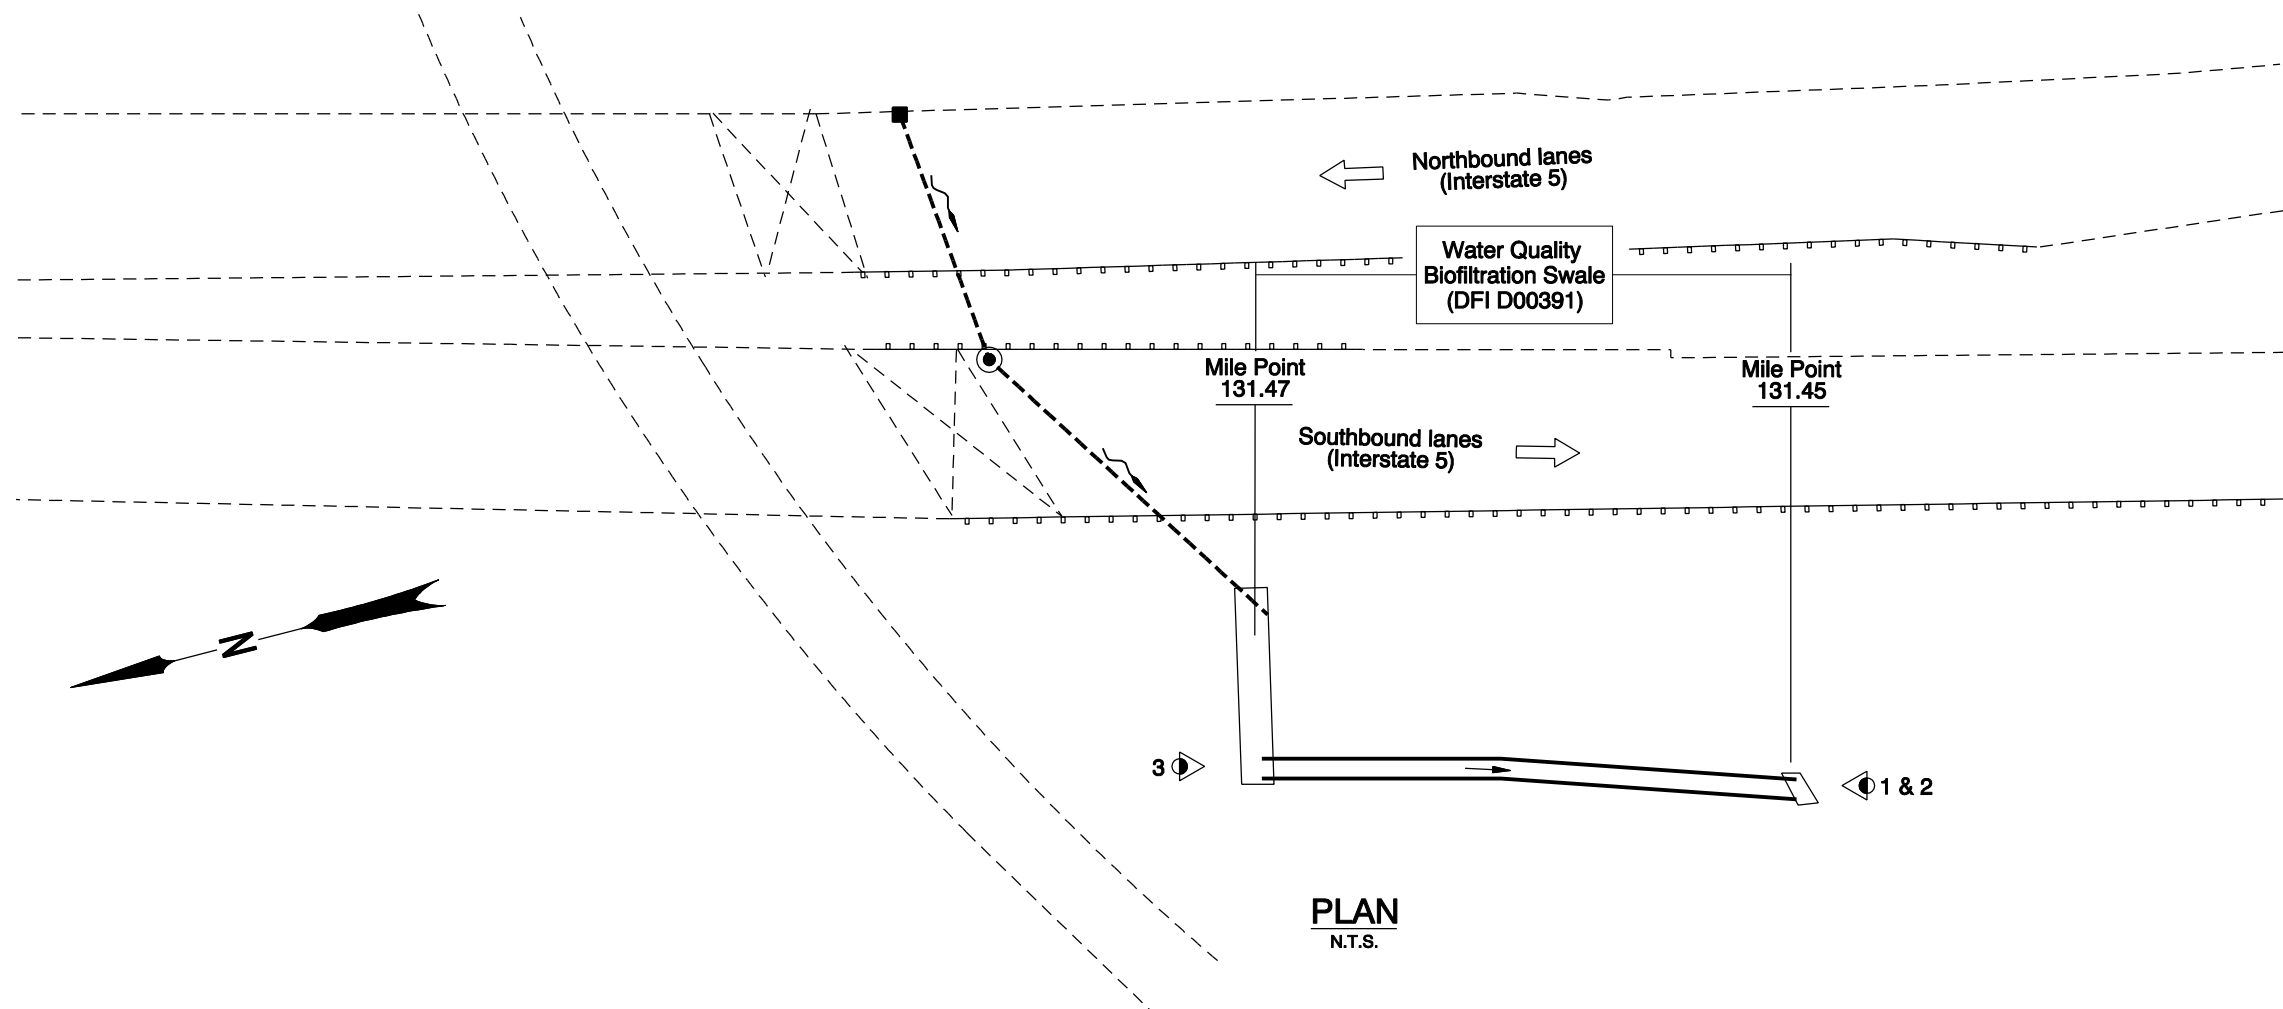 Northbound lanes
(Interstate 5)
Water Quality
Biofiltration Swale
(DFI D00391)
Mile Point
131.47
Mile Point
131.45
Southbound lanes
(Interstate 5)
N
3
1 & 2
PLAN
N.T.S.